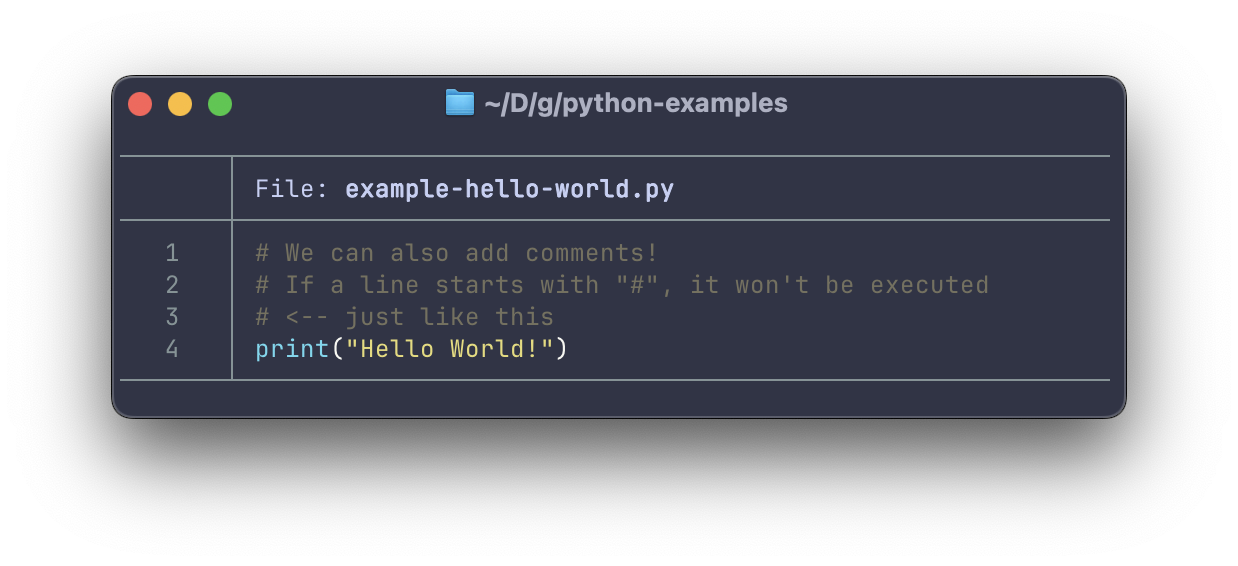 ~/D/g/python-examples
File: example-hello-world.py
1 # We can also add comments!
2 # If a line starts with "#", it won't be executed
3 # <-- just like this
4 print("Hello World!")